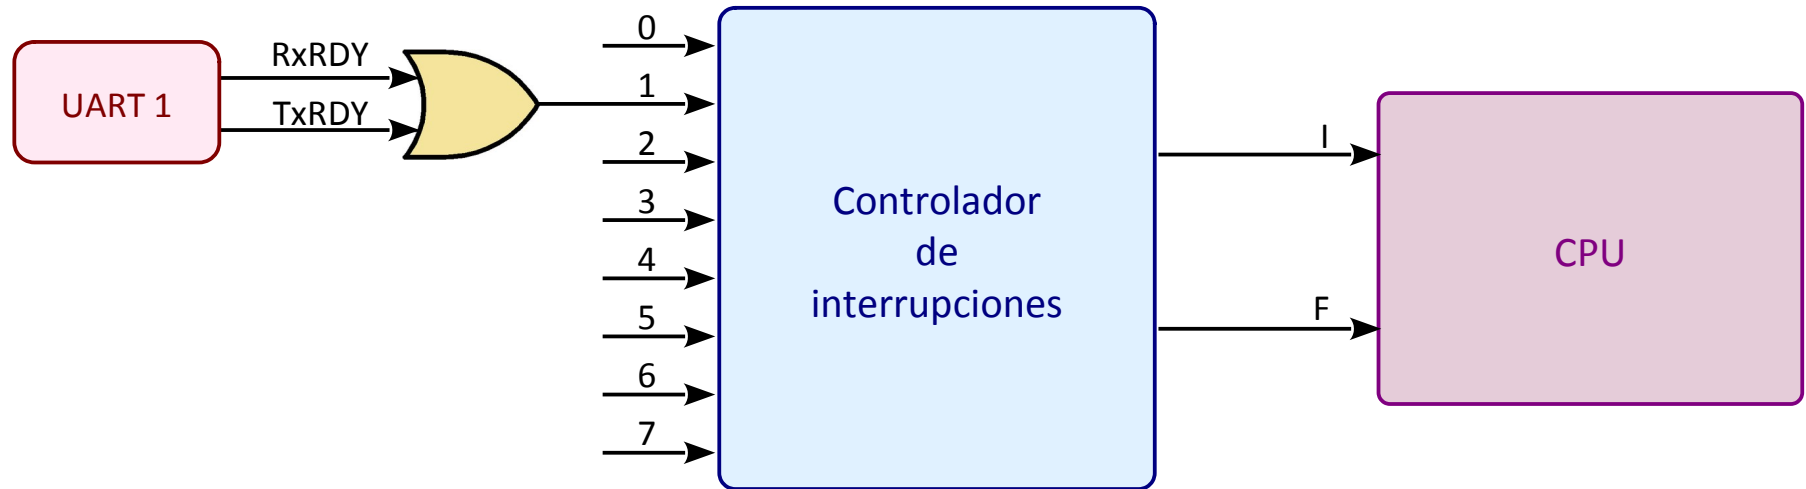 UART 1
RxRDY
TxRDY
0
1
2
3
4
5
6
7
Controlador
de
interrupciones
I
F
CPU